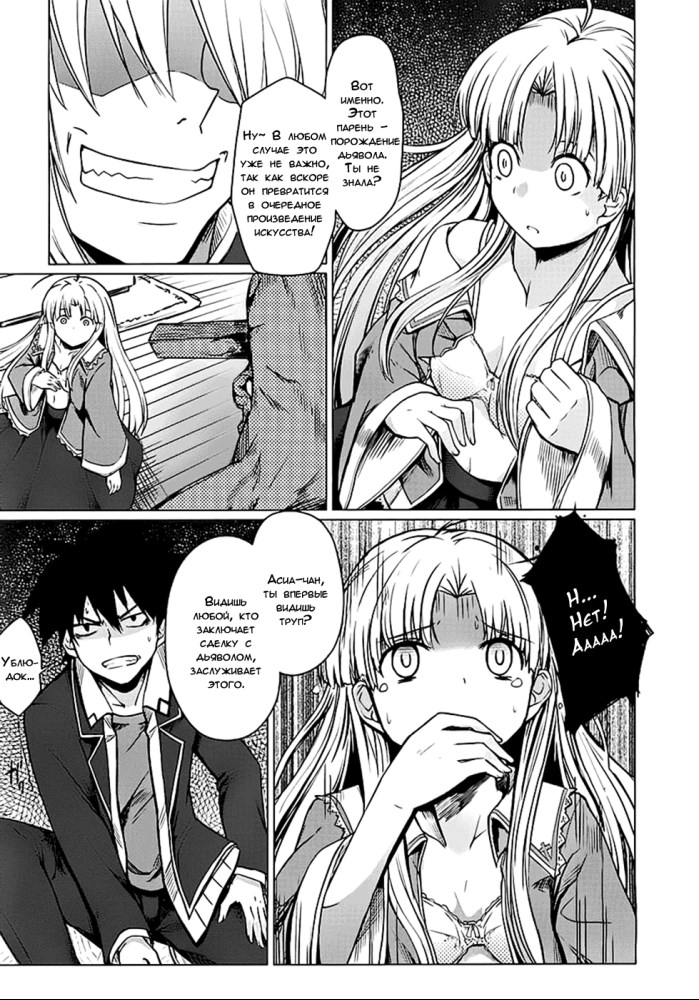 Вот
именно.
Этот
парень –
порождение
дьявола.
Ты не
знала?
Ну~ В любом
случае это
уже не важно,
так как вскоре
он превратится
в очередное
произведение
искусства!
Н...
Нет!
Ааааа!
Асиа-чан,
ты впервые
видишь
труп?
Видишь
любой, кто
заключает
сделку с
дьяволом,
заслуживает
этого.
Ублю-
док...